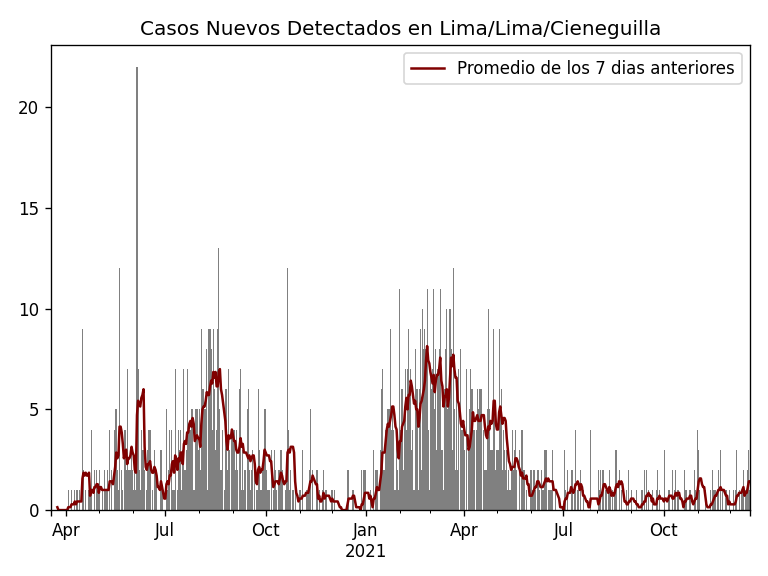 Casos Nuevos Detectados en Lima/Lima/Cieneguilla
Promedio de los 7 dias anteriores
20
15
10
5
0
Apr Jul Oct Jan Apr Jul Oct
2021